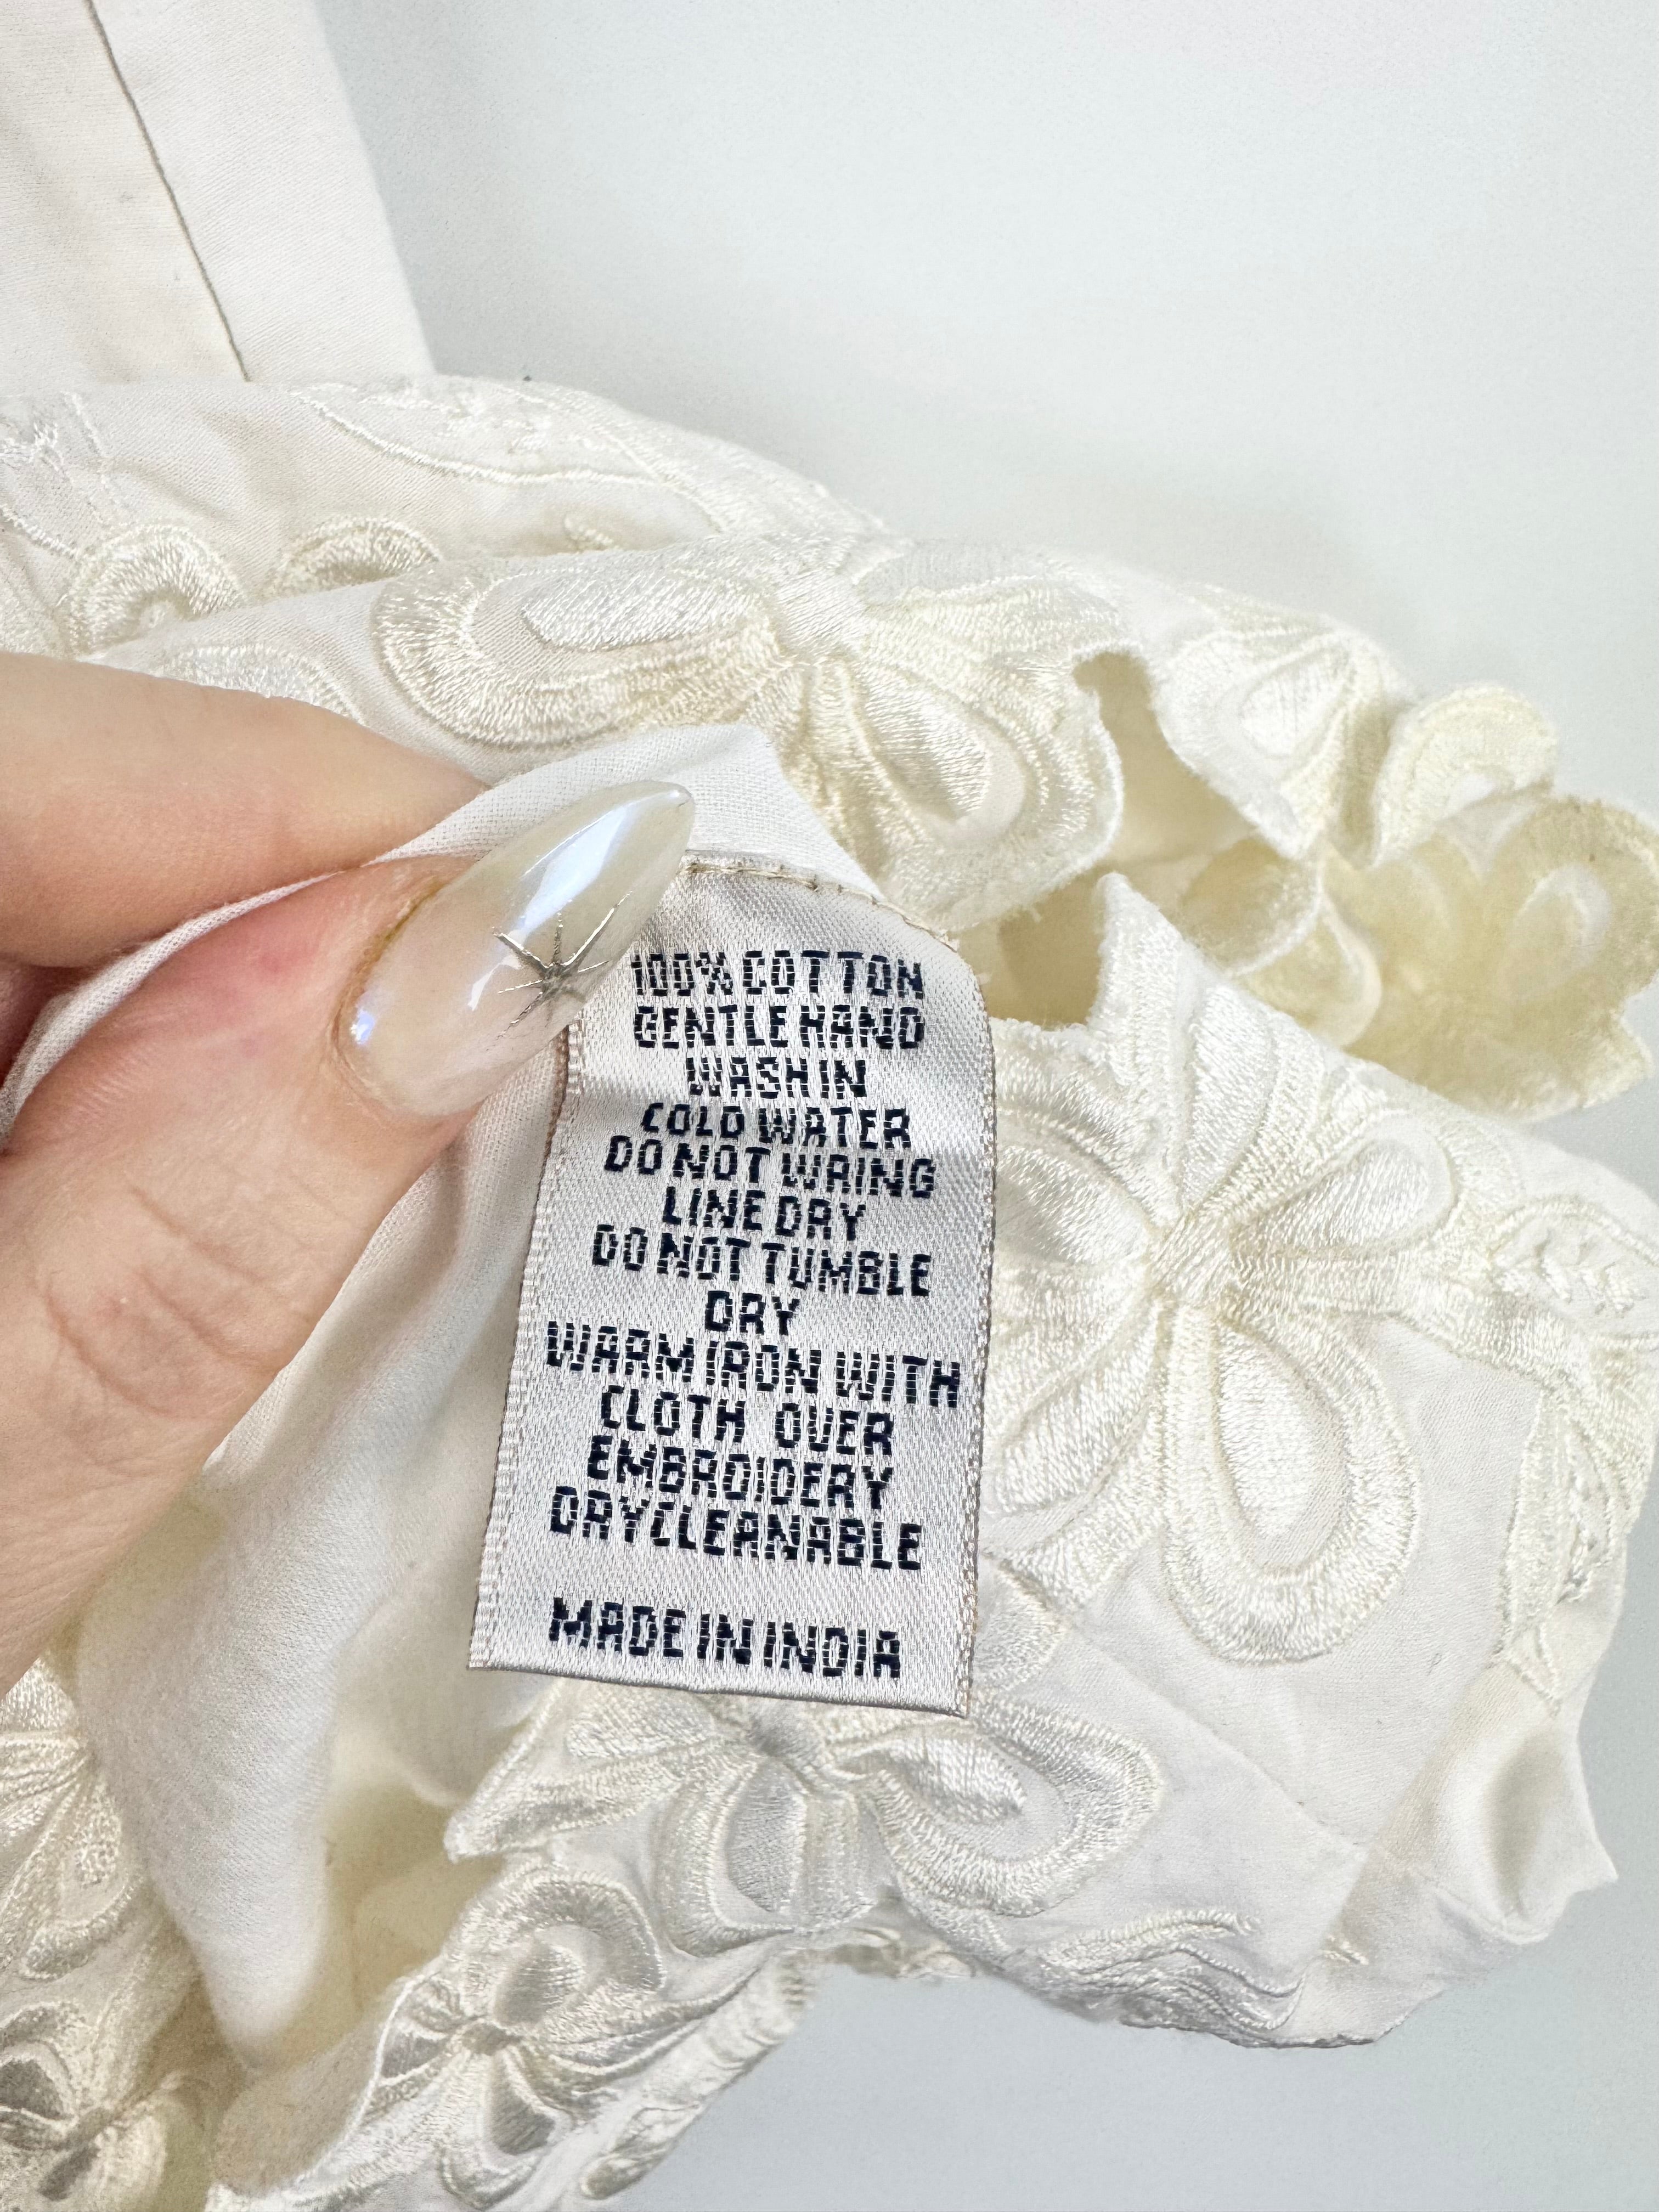 100% COTTON
GENTLE HAND
WASH IN
COLD WATER
DO NOT WRING
LINE DRY
DO NOT TUMBLE
DRY
WARM IRON WITH
CLOTH OVER
EMBROIDERY
DRYCLEANABLE
MADE IN INDIA